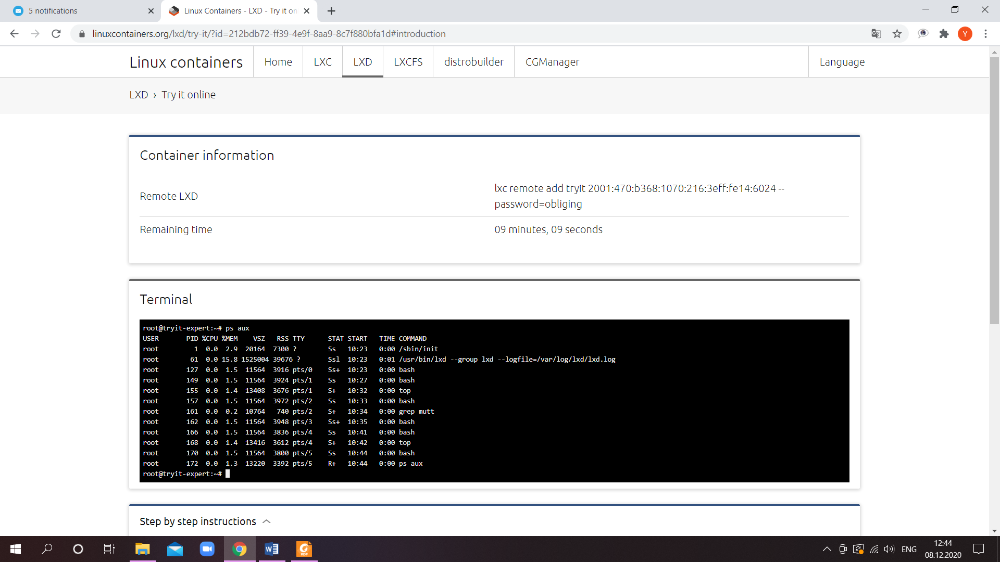 5 notifications
Linux Containers - LXD - Try it on
linuxcontainers.org/lxd/try-it/?id=212bdb72-ff39-4e9f-8aa9-8c7f880bfa1d#introduction
Y
Linux containers Home LXC LXD LXCFS distrobuilder CGManager Language
LXD › Try it online
Container information
Remote LXD
lxc remote add tryit 2001:470:b368:1070:216:3eff:fe14:6024 --
password=obliging
Remaining time 09 minutes, 09 seconds
Terminal
root@tryit-expert:~# ps aux
USER       PID %CPU %MEM    VSZ   RSS TTY      STAT START   TIME COMMAND
root         1  0.0  2.9  20164  7300 ?        Ss   10:23   0:00 /sbin/init
root        61  0.0 15.8 1525004 39676 ?       Ssl  10:23   0:01 /usr/bin/lxd --group lxd --logfile=/var/log/lxd/lxd.log
root       127  0.0  1.5  11564  3916 pts/0    Ss+  10:23   0:00 bash
root       149  0.0  1.5  11564  3924 pts/1    Ss   10:27   0:00 bash
root       155  0.0  1.4  13408  3676 pts/1    S+   10:32   0:00 top
root       157  0.0  1.5  11564  3972 pts/2    Ss   10:33   0:00 bash
root       161  0.0  0.2  10764   740 pts/2    S+   10:34   0:00 grep mutt
root       162  0.0  1.5  11564  3948 pts/3    Ss+  10:35   0:00 bash
root       166  0.0  1.5  11564  3836 pts/4    Ss   10:41   0:00 bash
root       168  0.0  1.4  13416  3612 pts/4    S+   10:42   0:00 top
root       170  0.0  1.5  11564  3800 pts/5    Ss   10:44   0:00 bash
root       172  0.0  1.3  13220  3392 pts/5    R+   10:44   0:00 ps aux
root@tryit-expert:~#
Step by step instructions
PDF
ENG
12:44
08.12.2020